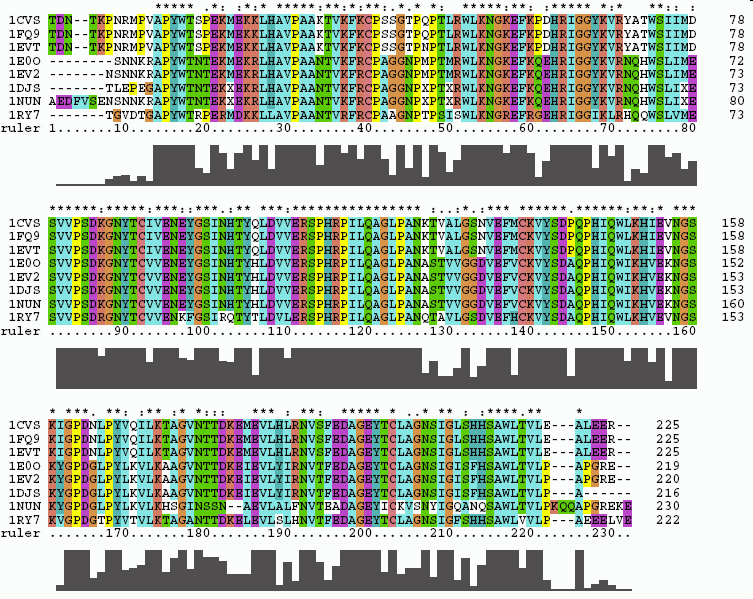 1CVS TDN--TKPNRMPVAPYWTSPEKMEKKLHAVPAAKTVKFKCPSSGTPQPTLRWLKNGKEFKPDHRIGGYKVRYATWSIIMD 78
1FQ9 TDN--TKPNRMPVAPYWTSPEKMEKKLHAVPAAKTVKFKCPSSGTPQPTLRWLKNGKEFKPDHRIGGYKVRYATWSIIMD 78
1EVT TDN--TKPNRMPVAPYWTSPEKMEKKLHAVPAAKTVKFKCPSSGTPNPTLRWLKNGKEFKPDHRIGGYKVRYATWSIIMD 78
1E0O --------SNNKRAPYWTNTEKMEKRLHAVPAANTVKFRCPAGGNPMPTMRWLKNGKEFKQEHRIGGYKVRNQHWSLIME 72
1EV2 -------NSNNKRAPYWTNTEKMEKRLHAVPAANTVKFRCPAGGNPMPTMRWLKNGKEFKQEHRIGGYKVRNQHWSLIME 73
1DJS -------TLEPEGAPYWTNTEKXEKRLHAVPAANTVKFRCPAGGNPXPTXRWLKNGKEFKQEHRIGGYKVRNQHWSLIXE 73
1NUN AEDFVSENSNNKRAPYWTNTEKXEKRLHAVPAANTVKFRCPAGGNPXPTXRWLKNGKEFKQEHRIGGYKVRNQHWSLIXE 80
1RY7 -------TGVDTGAPYWTRPERMDKKLLAVPAANTVRFRCPAAGNPTPSISWLKNGREFRGEHRIGGIKLRHQQWSLVME 73
ruler 1.......10........20........30........40........50........60........70........80
1CVS SVVPSDKGNYTCIVENEYGSINHTYQLDVVERSPHRPILQAGLPANKTVALGSNVEFMCKVYSDPQPHIQWLKHIEVNGS 158
1FQ9 SVVPSDKGNYTCIVENEYGSINHTYQLDVVERSPHRPILQAGLPANKTVALGSNVEFMCKVYSDPQPHIQWLKHIEVNGS 158
1EVT SVVPSDKGNYTCIVENEYGSINHTYQLDVVERSPHRPILQAGLPANKTVALGSNVEFMCKVYSDPQPHIQWLKHIEVNGS 158
1E0O SVVPSDKGNYTCVVENEYGSINHTYHLDVVERSPHRPILQAGLPANASTVVGGDVEFVCKVYSDAQPHIQWIKHVEKNGS 152
1EV2 SVVPSDKGNYTCVVENEYGSINHTYHLDVVERSPHRPILQAGLPANASTVVGGDVEFVCKVYSDAQPHIQWIKHVEKNGS 153
1DJS SVVPSDKGNYTCVVENEYGSINHTYHLDVVERSPHRPILQAGLPANASTVVGGDVEFVCKVYSDAQPHIQWIKHVEKNGS 153
1NUN SVVPSDKGNYTCVVENEYGSINHTYHLDVVERSPHRPILQAGLPANASTVVGGDVEFVCKVYSDAQPHIQWIKHVEKNGS 160
1RY7 SVVPSDRGNYTCVVENKFGSIRQTYTLDVLERSPHRPILQAGLPANQTAVLGSDVEFHCKVYSDAQPHIQWLKHVEVNGS 153
ruler ........90.......100.......110.......120.......130.......140.......150.......160
1CVS KIGPDNLPYVQILKTAGVNTTDKEMEVLHLRNVSFEDAGEYTCLAGNSIGLSHHSAWLTVLE---ALEER-- 225
1FQ9 KIGPDNLPYVQILKTAGVNTTDKEMEVLHLRNVSFEDAGEYTCLAGNSIGLSHHSAWLTVLE---ALEER-- 225
1EVT KIGPDNLPYVQILKTAGVNTTDKEMEVLHLRNVSFEDAGEYTCLAGNSIGLSHHSAWLTVLE---ALEER-- 225
1E0O KYGPDGLPYLKVLKAAGVNTTDKEIEVLYIRNVTFEDAGEYTCLAGNSIGISFHSAWLTVLP---APGRE-- 219
1EV2 KYGPDGLPYLKVLKAAGVNTTDKEIEVLYIRNVTFEDAGEYTCLAGNSIGISFHSAWLTVLP---APGRE-- 220
1DJS KYGPDGLPYLKVLKAAGVNTTDKEIEVLYIRNVTFEDAGEYTCLAGNSIGISFHSAWLTVLP---A------ 216
1NUN KYGPDGLPYLKVLKHSGINSSN--AEVLALFNVTEADAGEYICKVSNYIGQANQSAWLTVLPKQQAPGREKE 230
1RY7 KVGPDGTPYVTVLKTAGANTTDKELEVLSLHNVTFEDAGEYTCLAGNSIGFSHHSAWLVVLP---AEEELVE 222
ruler .......170.......180.......190.......200.......210.......220.......230..